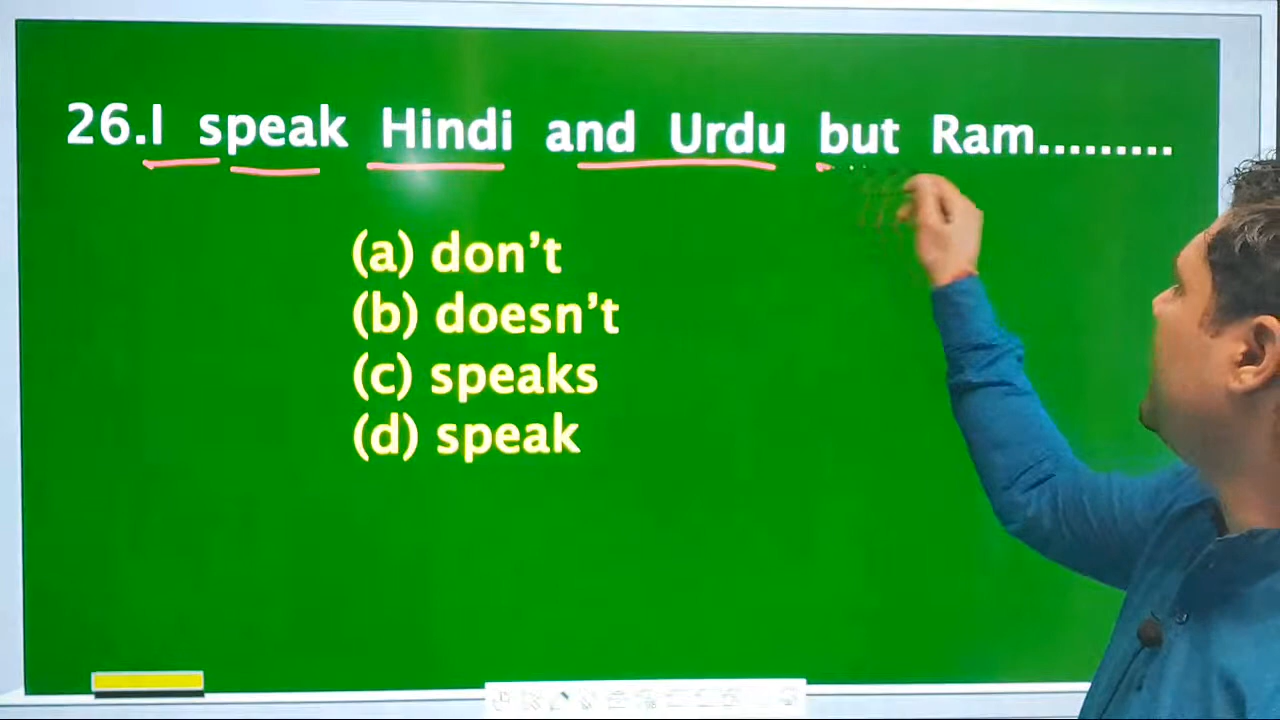 26.I speak Hindi and Urdu but Ram.........
(a) don't
(b) doesn't
(c) speaks
(d) speak